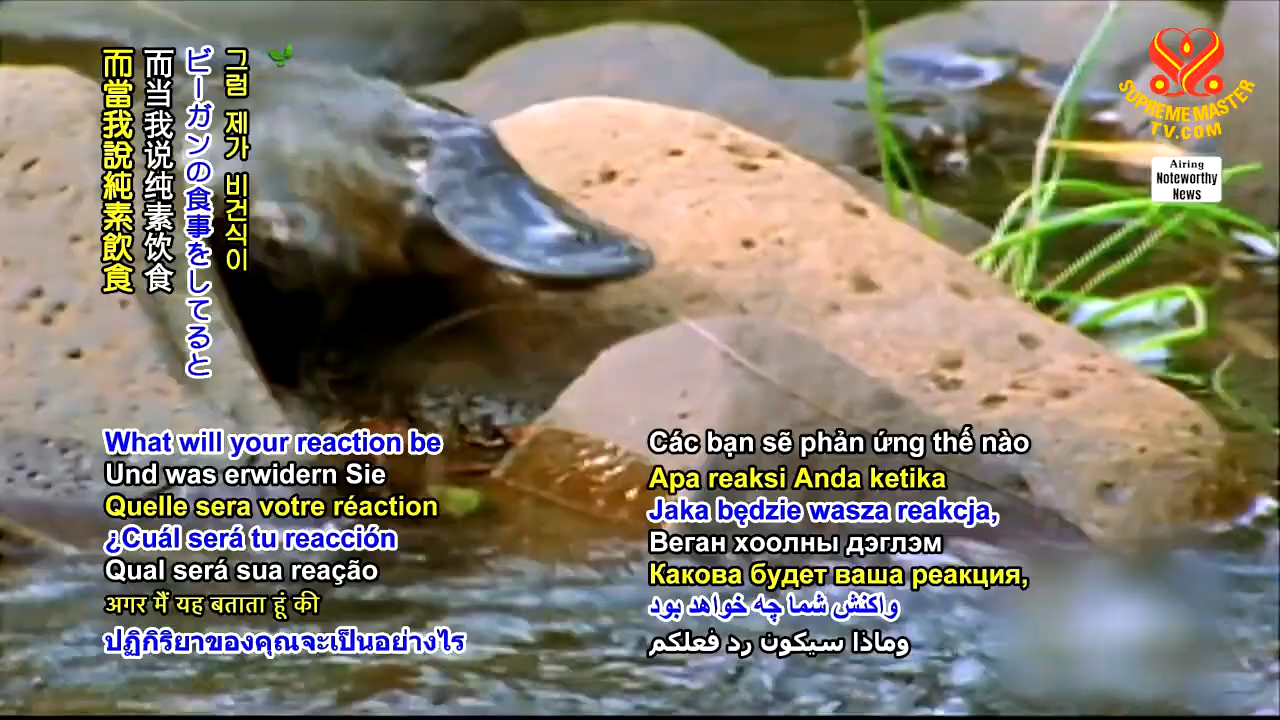 그럼 제가 비건식이
ビーガンの食事をしてると
而当我说纯素饮食
而當我說純素飲食
SUPREME MASTER
TV.COM
Airing
Noteworthy
News
What will your reaction be
Und was erwidern Sie
Quelle sera votre réaction
¿Cuál será tu reacción
Qual será sua reação
अगर मैं यह बताता हूं की
ปฏิกิริยาของคุณจะเป็นอย่างไร
Các bạn sẽ phản ứng thế nào
Apa reaksi Anda ketika
Jaka będzie wasza reakcja,
Веган хоолны дэглэм
Какова будет ваша реакция,
واکنش شما چه خواهد بود
وماذا سيكون رد فعلكم